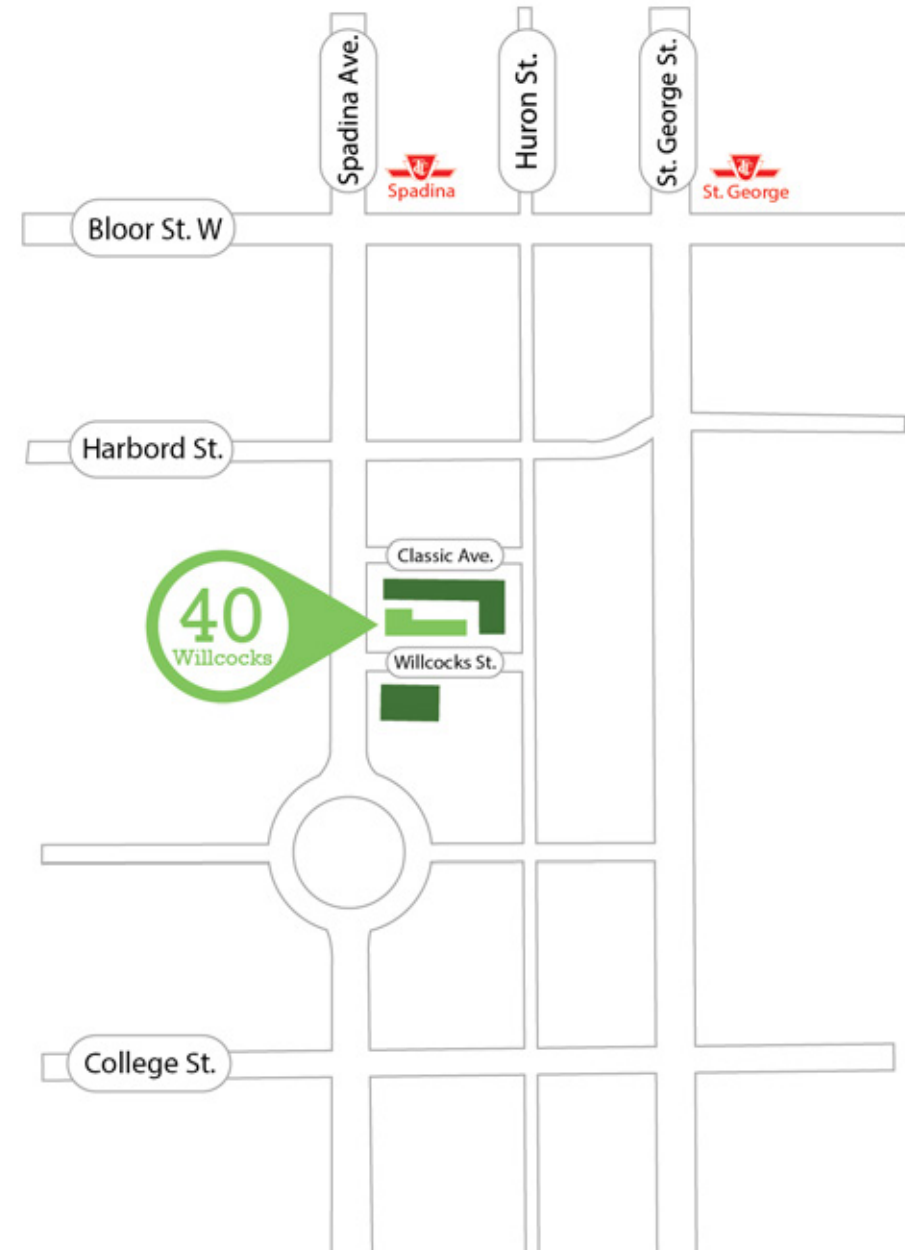 Spadina Ave.
Huron St.
St. George St.
Spadina
St. George
Bloor St. W
Harbord St.
Classic Ave.
40
Willcocks
Willcocks St.
College St.